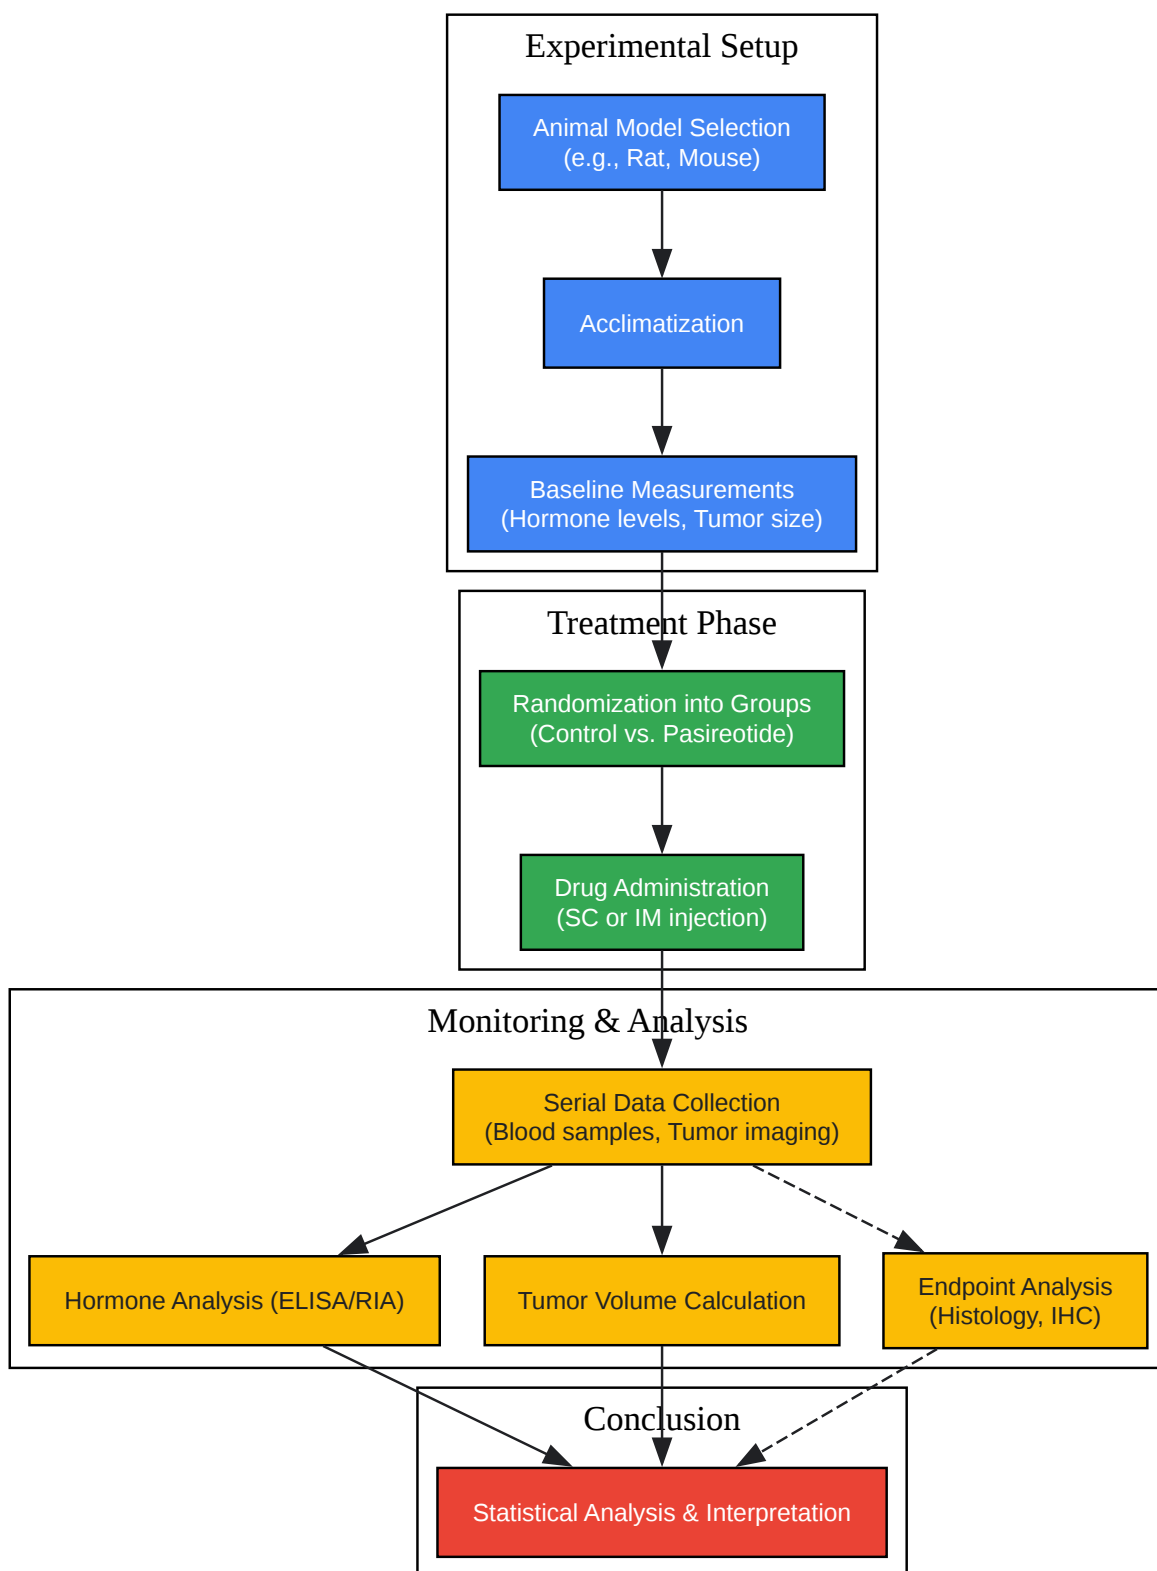 Experimental Setup
Animal Model Selection
(e.g., Rat, Mouse)
Acclimatization
Baseline Measurements
(Hormone levels, Tumor size)
Treatment Phase
Randomization into Groups
(Control vs. Pasireotide)
Drug Administration
(SC or IM injection)
Monitoring & Analysis
Serial Data Collection
(Blood samples, Tumor imaging)
Hormone Analysis (ELISA/RIA)
Tumor Volume Calculation
Endpoint Analysis
(Histology, IHC)
Conclusion
Statistical Analysis & Interpretation